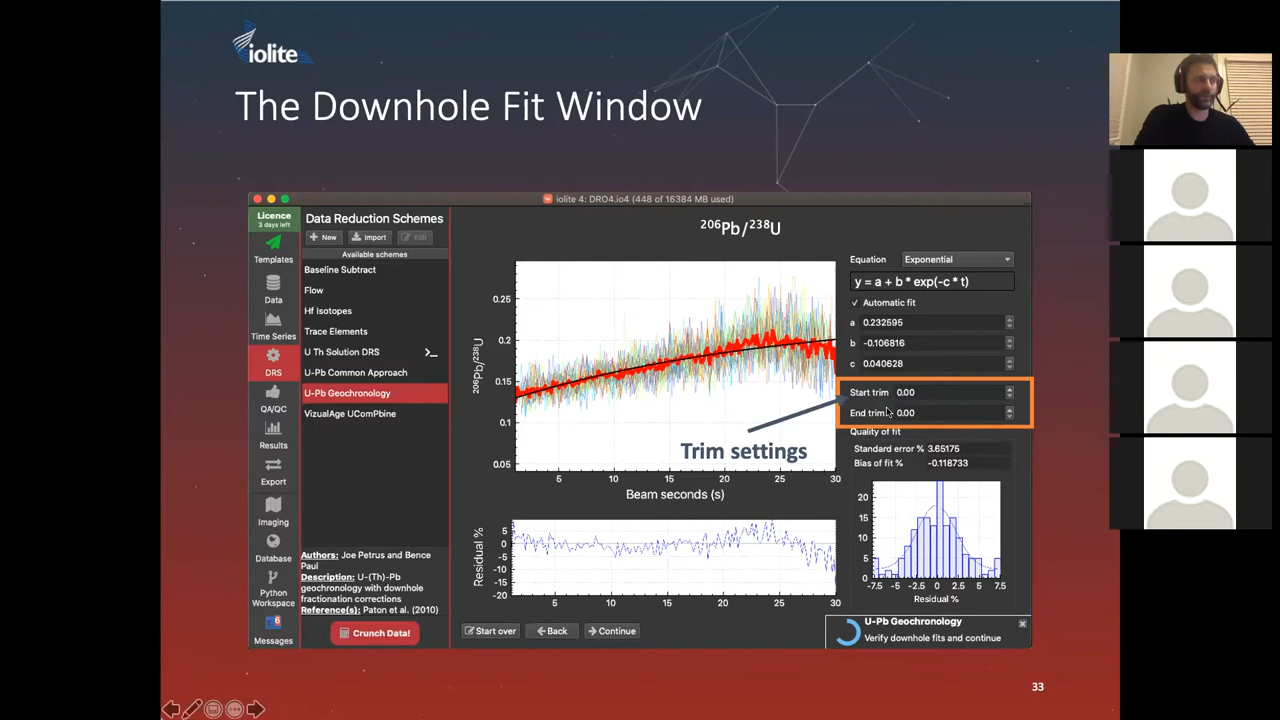 iolite
The Downhole Fit Window
iolite 4: DRO4.io4 (448 of 16384 MB used)
Licence
3 days left
Templates
Data
Time Series
DRS
QA/QC
Results
Export
Imaging
Database
Python
Workspace
6
Messages
Data Reduction Schemes
New
Import
Edit
Available schemes
Baseline Subtract
Flow
Hf Isotopes
Trace Elements
U Th Solution DRS
U-Pb Common Approach
U-Pb Geochronology
VizualAge UComPbine
Authors: Joe Petrus and Bence
Paul
Description: U-(Th)-Pb
geochronology with downhole
fractionation corrections
Reference(s): Paton et al. (2010)
Crunch Data!
²⁰⁶Pb/²³⁸U
²⁰⁶Pb/²³⁸U
0.25
0.2
0.15
0.1
0.05
5 10 15 20 25 30
Beam seconds (s)
Residual %
5
0
-5
-10
-15
-20
5 10 15 20 25 30
Start over
Back
Continue
Equation Exponential
y = a + b * exp(-c * t)
✓ Automatic fit
a 0.232595
b -0.106816
c 0.040628
Start trim 0.00
End trim 0.00
Trim settings
Quality of fit
Standard error % 3.65175
Bias of fit % -0.118733
20
15
10
5
0
-7.5 -5 -2.5 0 2.5 5 7.5
Residual %
U-Pb Geochronology
Verify downhole fits and continue
33